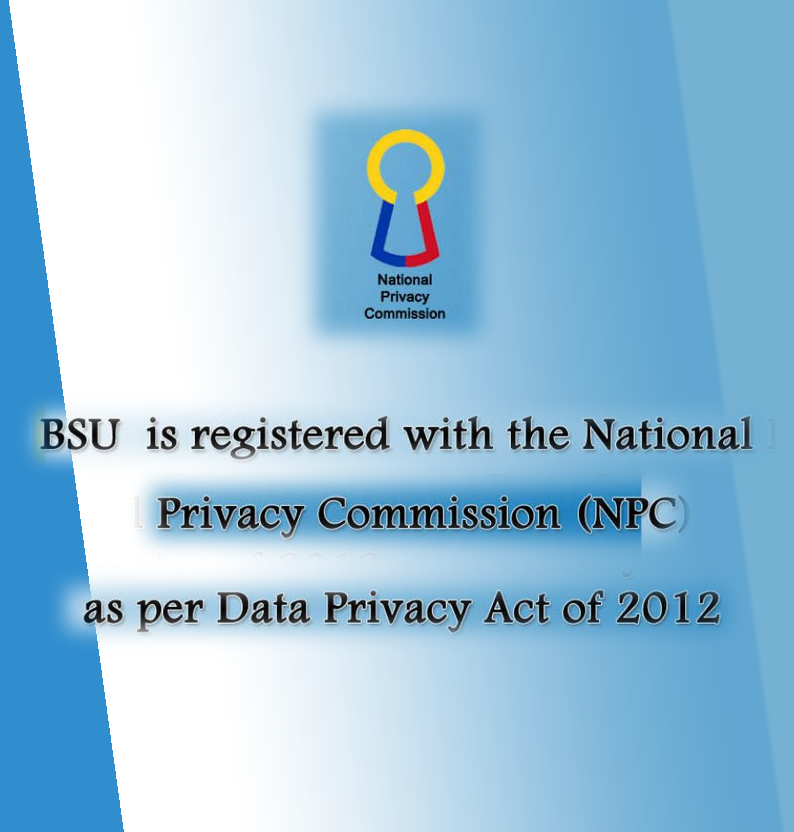 National
Privacy
Commission
BSU is registered with the National
Privacy Commission (NPC)
as per Data Privacy Act of 2012